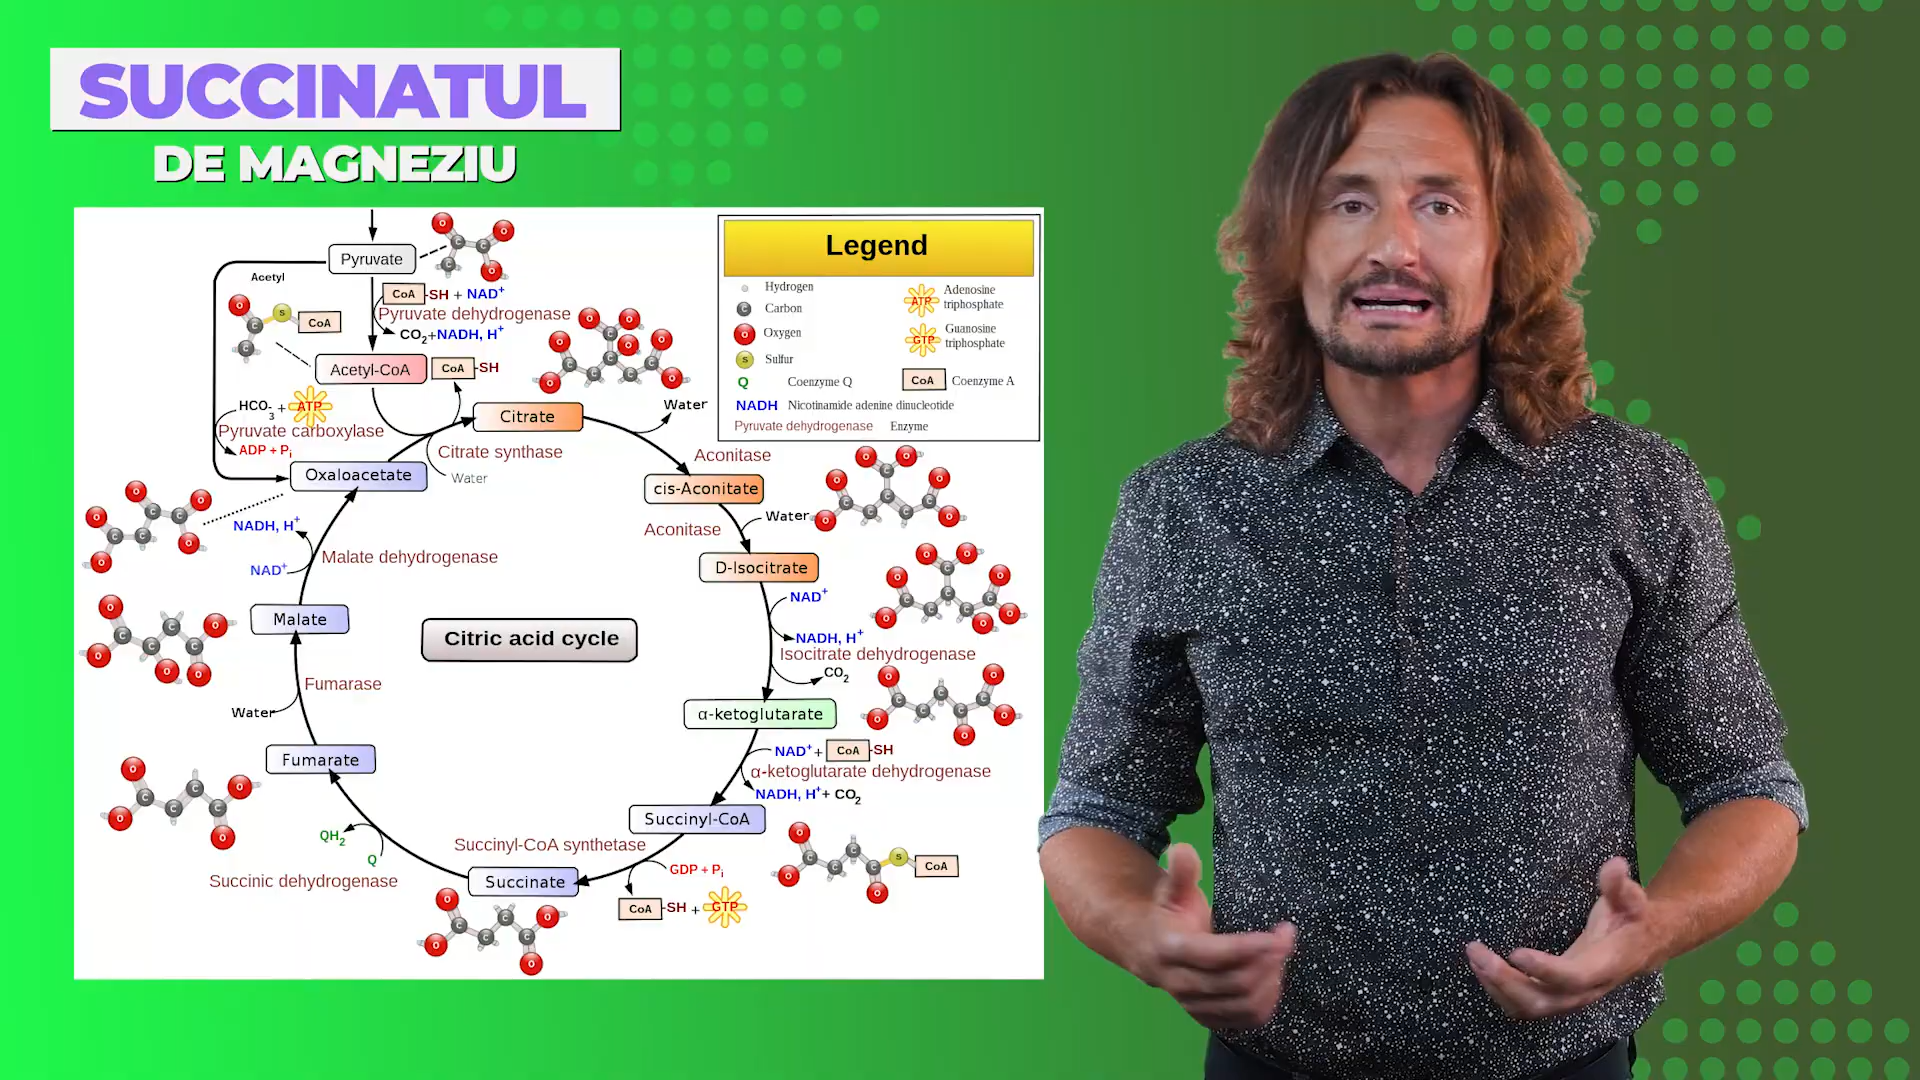 SUCCINATUL
DE MAGNEZIU
Pyruvate
Acetyl
CoA -SH + NAD+
Pyruvate dehydrogenase
CO2+NADH, H+
S CoA
Acetyl-CoA
CoA -SH
HCO3- + ATP
Pyruvate carboxylase
ADP + Pi
Citrate
Water
Citrate synthase
Water
Oxaloacetate
Aconitase
cis-Aconitate
Water
Aconitase
D-Isocitrate
NAD+
NADH, H+
Isocitrate dehydrogenase
CO2
α-ketoglutarate
NAD+ + CoA -SH
α-ketoglutarate dehydrogenase
NADH, H+ + CO2
Succinyl-CoA
S CoA
Succinyl-CoA synthetase
GDP + Pi
CoA -SH + GTP
Succinate
Succinic dehydrogenase
Q
QH2
Fumarate
Water
Fumarase
Malate
NAD+
Malate dehydrogenase
NADH, H+
Citric acid cycle
Legend
Hydrogen
C Carbon
O Oxygen
S Sulfur
Q Coenzyme Q
NADH Nicotinamide adenine dinucleotide
Pyruvate dehydrogenase Enzyme
ATP Adenosine
triphosphate
GTP Guanosine
triphosphate
CoA Coenzyme A